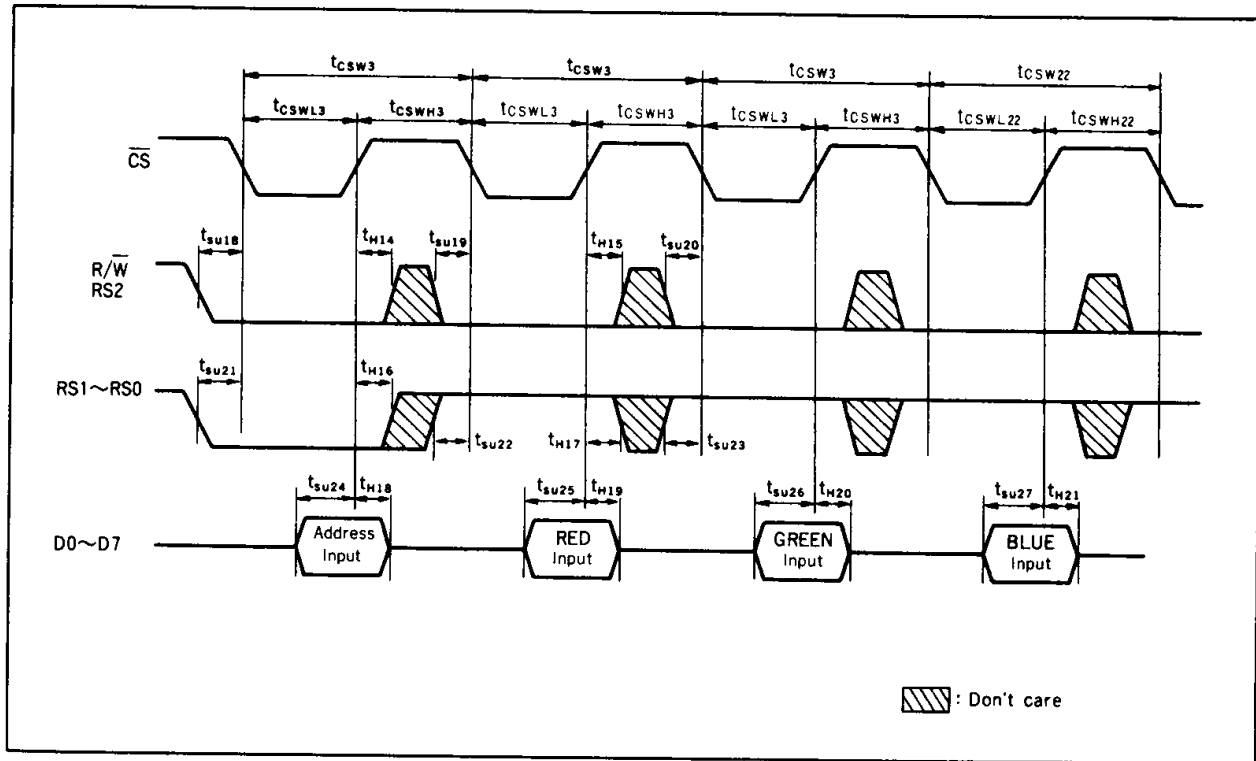 tCSW3 tCSW3 tCSW3 tCSW22
tCSWL3 tCSWH3 tCSWL3 tCSWH3 tCSWL3 tCSWH3 tCSWL22 tCSWH22
C̅S̅
tsu18 tH14 tsu19 tH15 tsu20
R/W̅
RS2
tsu21 tH16
RS1～RS0
tsu22 tH17 tsu23
tsu24 tH18 tsu25 tH19 tsu26 tH20 tsu27 tH21
D0～D7
Address
Input
RED
Input
GREEN
Input
BLUE
Input
: Don't care